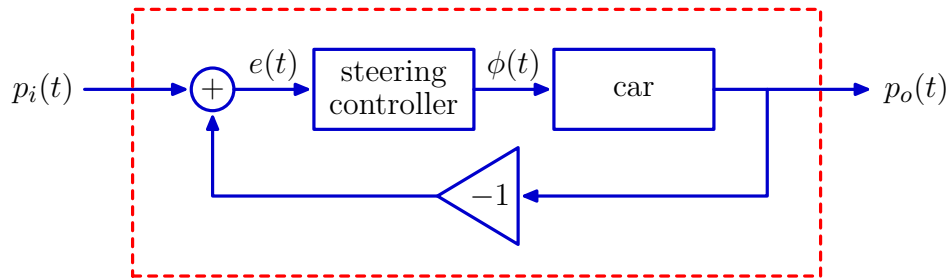 p_i(t)
+
e(t)
steering
controller
ϕ(t)
car
p_o(t)
−1